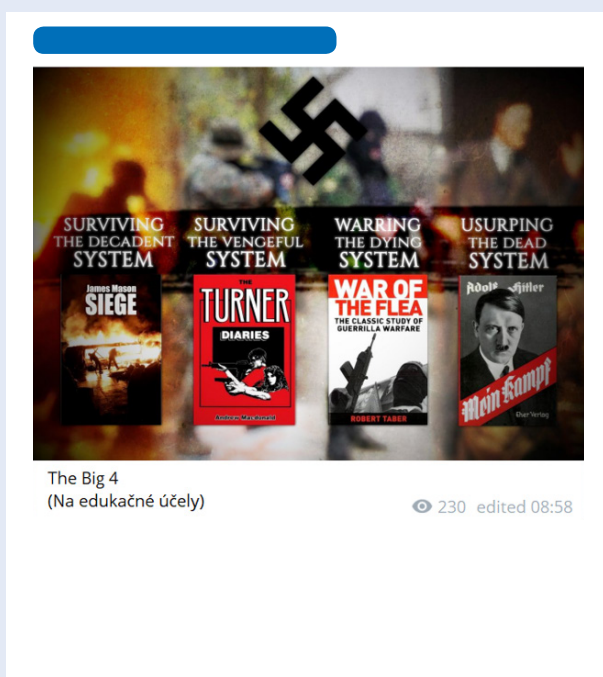 SURVIVING
THE DECADENT
SYSTEM
SURVIVING
THE VENGEFUL
SYSTEM
WARRING
THE DYING
SYSTEM
USURPING
THE DEAD
SYSTEM
James Mason
SIEGE
THE
TURNER
DIARIES
Andrew Macdonald
WAR OF
THE FLEA
THE CLASSIC STUDY OF
GUERRILLA WARFARE
ROBERT TABER
Adolf Hitler
Mein Kampf
Eher Verlag
The Big 4
(Na edukačné účely)
230 edited 08:58